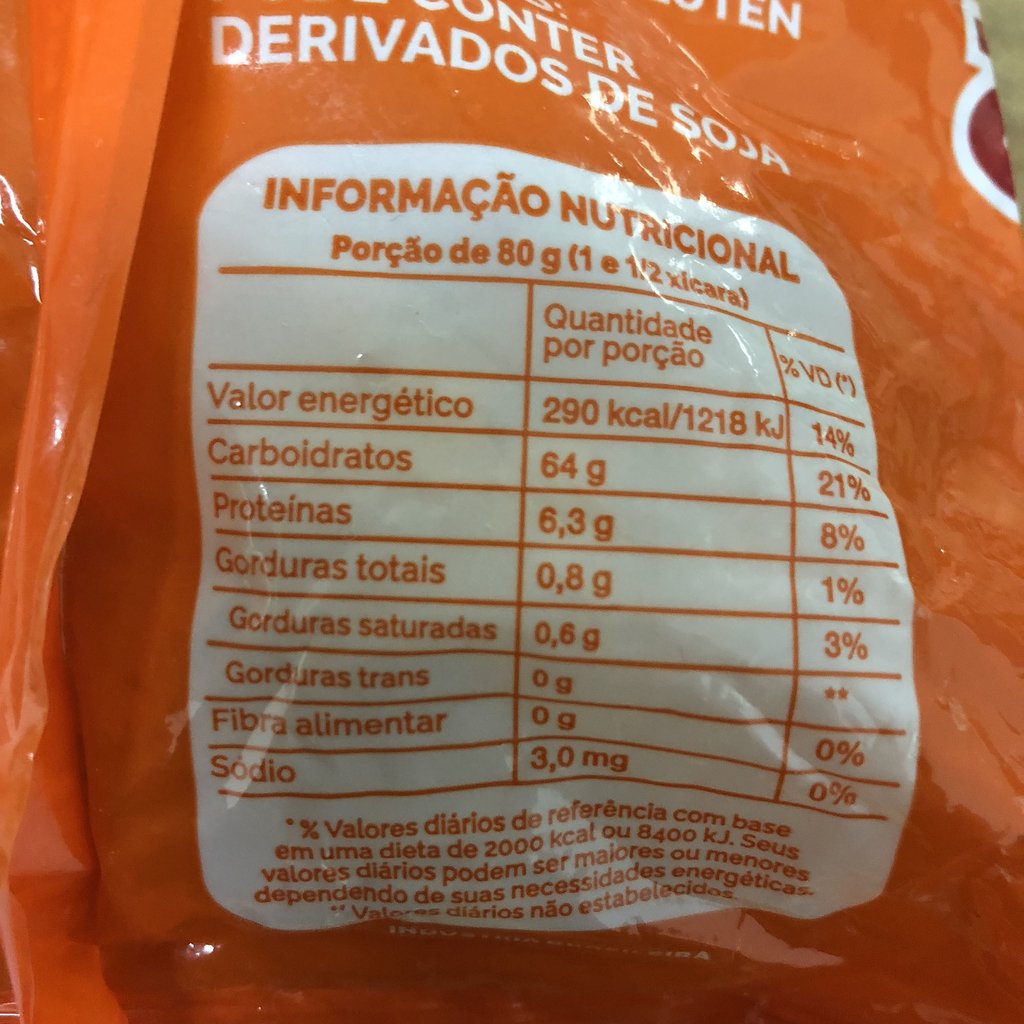 CONTER
DERIVADOS DE SOJA
INFORMAÇÃO NUTRICIONAL
Porção de 80 g (1 e 1/2 xícara)
Quantidade por porção %VD (*)
Valor energético 290 kcal/1218 kJ 14%
Carboidratos 64 g 21%
Proteínas 6,3 g 8%
Gorduras totais 0,8 g 1%
Gorduras saturadas 0,6 g 3%
Gorduras trans 0 g **
Fibra alimentar 0 g 0%
Sódio 3,0 mg 0%
*% Valores diários de referência com base
em uma dieta de 2000 kcal ou 8400 kJ. Seus
valores diários podem ser maiores ou menores
dependendo de suas necessidades energéticas.
** Valores diários não estabelecidos.